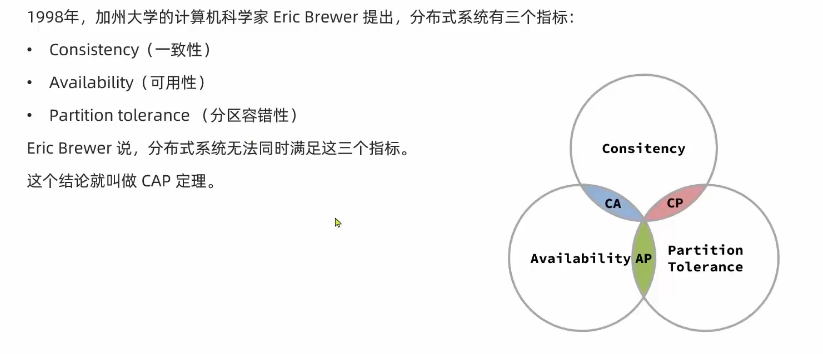 1998年，加州大学的计算机科学家 Eric Brewer 提出，分布式系统有三个指标：
• Consistency（一致性）
• Availability（可用性）
• Partition tolerance （分区容错性）
Eric Brewer 说，分布式系统无法同时满足这三个指标。
这个结论就叫做 CAP 定理。
Consitency
CA
CP
Availability
AP
Partition
Tolerance